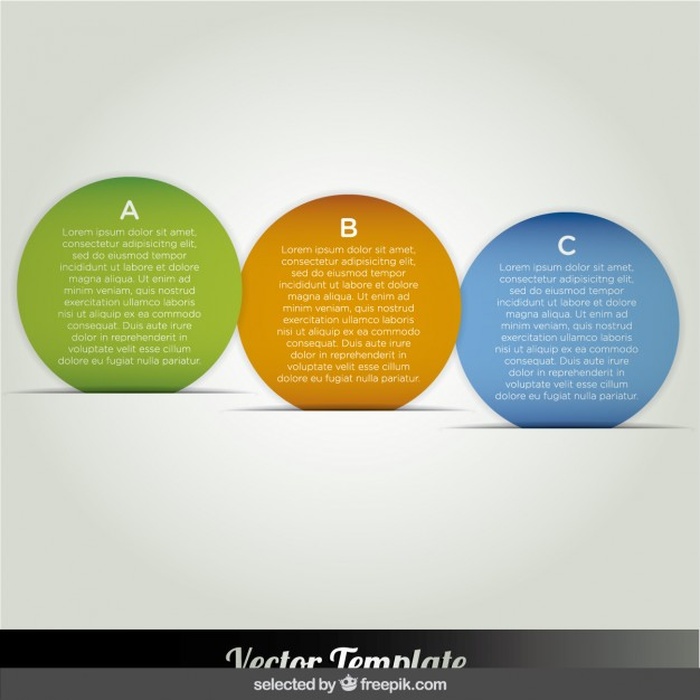 A
Lorem ipsum dolor sit amet,
consectetur adipisicitng elit,
sed do eiusmod tempor
incididunt ut labore et dolore
magna aliqua. Ut enim ad
minim veniam, quis nostrud
exercitation ullamco laboris
nisi ut aliquip ex ea commodo
consequat. Duis aute irure
dolor in reprehenderit in
voluptate velit esse cillum
dolore eu fugiat nulla pariatur.
B
Lorem ipsum dolor sit amet,
consectetur adipisicitng elit,
sed do eiusmod tempor
incididunt ut labore et dolore
magna aliqua. Ut enim ad
minim veniam, quis nostrud
exercitation ullamco laboris
nisi ut aliquip ex ea commodo
consequat. Duis aute irure
dolor in reprehenderit in
voluptate velit esse cillum
dolore eu fugiat nulla pariatur.
C
Lorem ipsum dolor sit amet,
consectetur adipisicitng elit,
sed do eiusmod tempor
incididunt ut labore et dolore
magna aliqua. Ut enim ad
minim veniam, quis nostrud
exercitation ullamco laboris
nisi ut aliquip ex ea commodo
consequat. Duis aute irure
dolor in reprehenderit in
voluptate velit esse cillum
dolore eu fugiat nulla pariatur.
Vector Template
selected by freepik.com